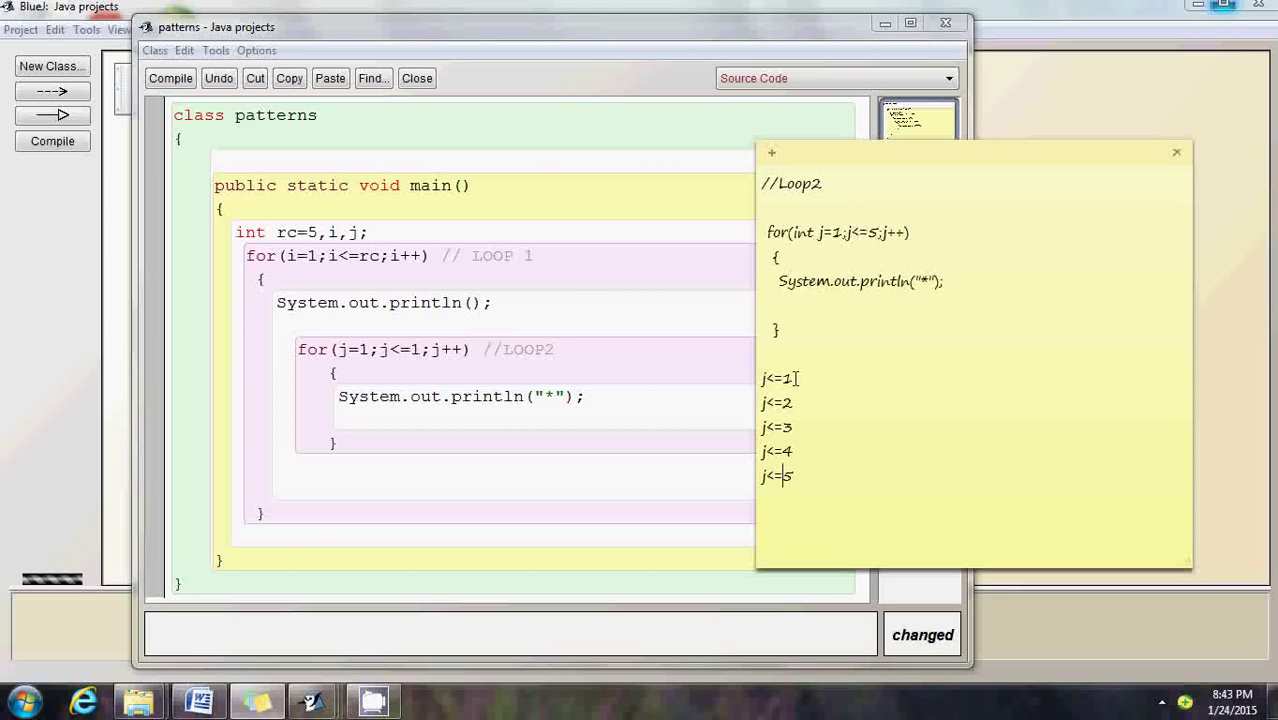 BlueJ: Java projects
Project Edit Tools View
New Class...
Compile
patterns - Java projects
Class Edit Tools Options
Compile Undo Cut Copy Paste Find... Close Source Code
class patterns
{
public static void main()
{
int rc=5,i,j;
for(i=1;i<=rc;i++) // LOOP 1
{
System.out.println();
for(j=1;j<=1;j++) //LOOP2
{
System.out.println("*");
}
}
}
}
changed
+
//Loop2
for(int j=1;j<=5;j++)
{
System.out.println("*");
}
j<=1
j<=2
j<=3
j<=4
j<=5
8:43 PM
1/24/2015